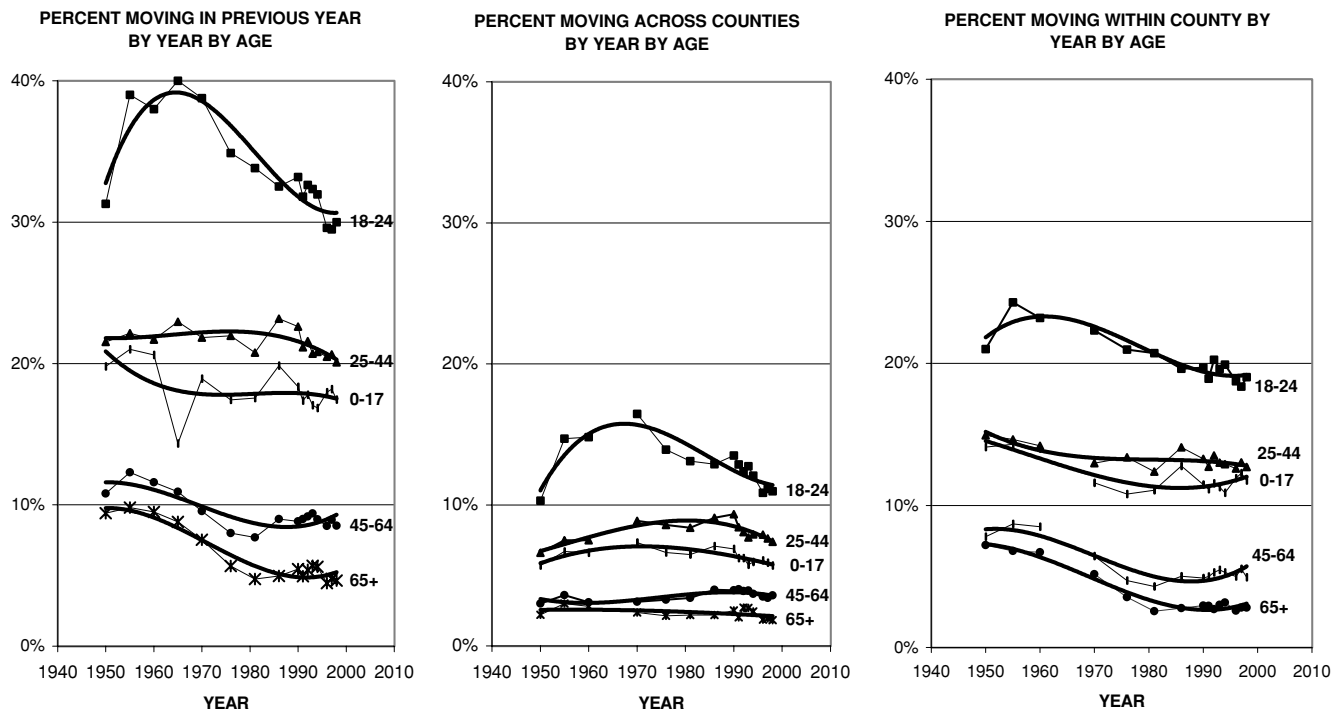 PERCENT MOVING IN PREVIOUS YEAR
BY YEAR BY AGE
40%
30%
20%
10%
0%
18-24
25-44
0-17
45-64
65+
1940 1950 1960 1970 1980 1990 2000 2010
YEAR
PERCENT MOVING ACROSS COUNTIES
BY YEAR BY AGE
40%
30%
20%
10%
0%
18-24
25-44
0-17
45-64
65+
1940 1950 1960 1970 1980 1990 2000 2010
YEAR
PERCENT MOVING WITHIN COUNTY BY
YEAR BY AGE
40%
30%
20%
10%
0%
18-24
25-44
0-17
45-64
65+
1940 1950 1960 1970 1980 1990 2000 2010
YEAR